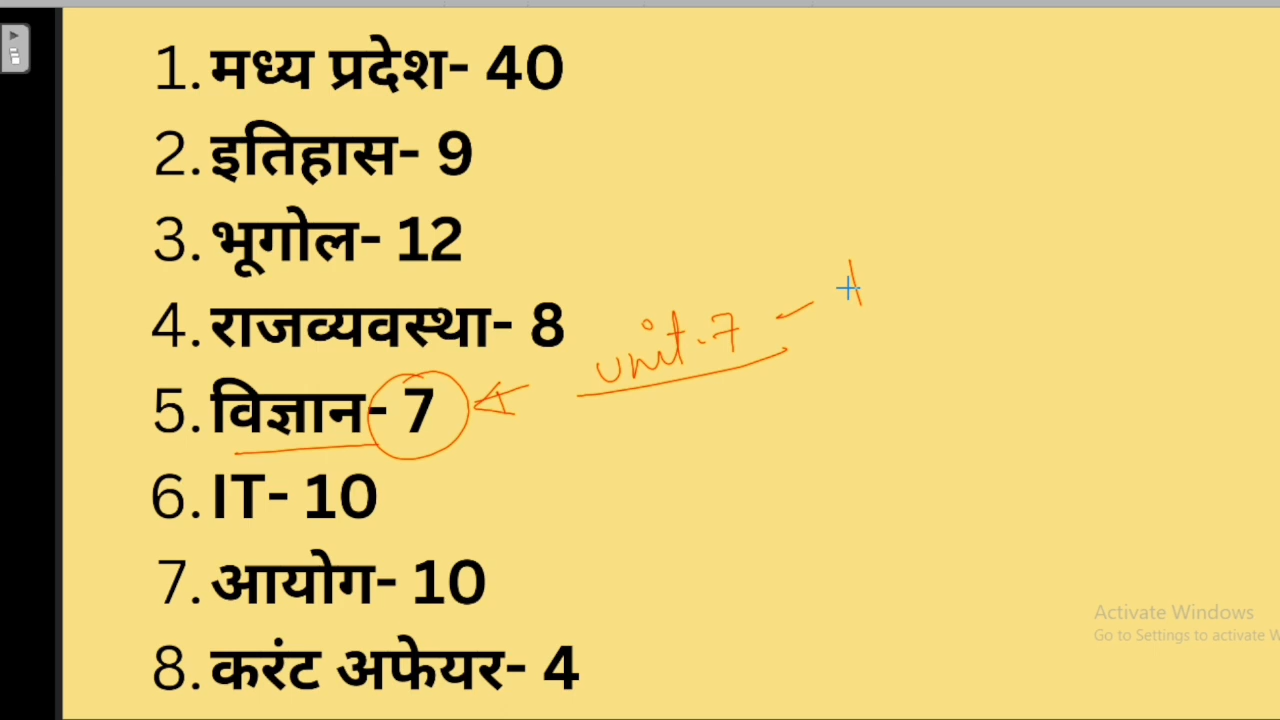 1. मध्य प्रदेश- 40
2. इतिहास- 9
3. भूगोल- 12
4. राजव्यवस्था- 8
unit.7 -
5. विज्ञान- 7
6. IT- 10
7. आयोग- 10
8. करंट अफेयर- 4
Activate Windows
Go to Settings to activate W